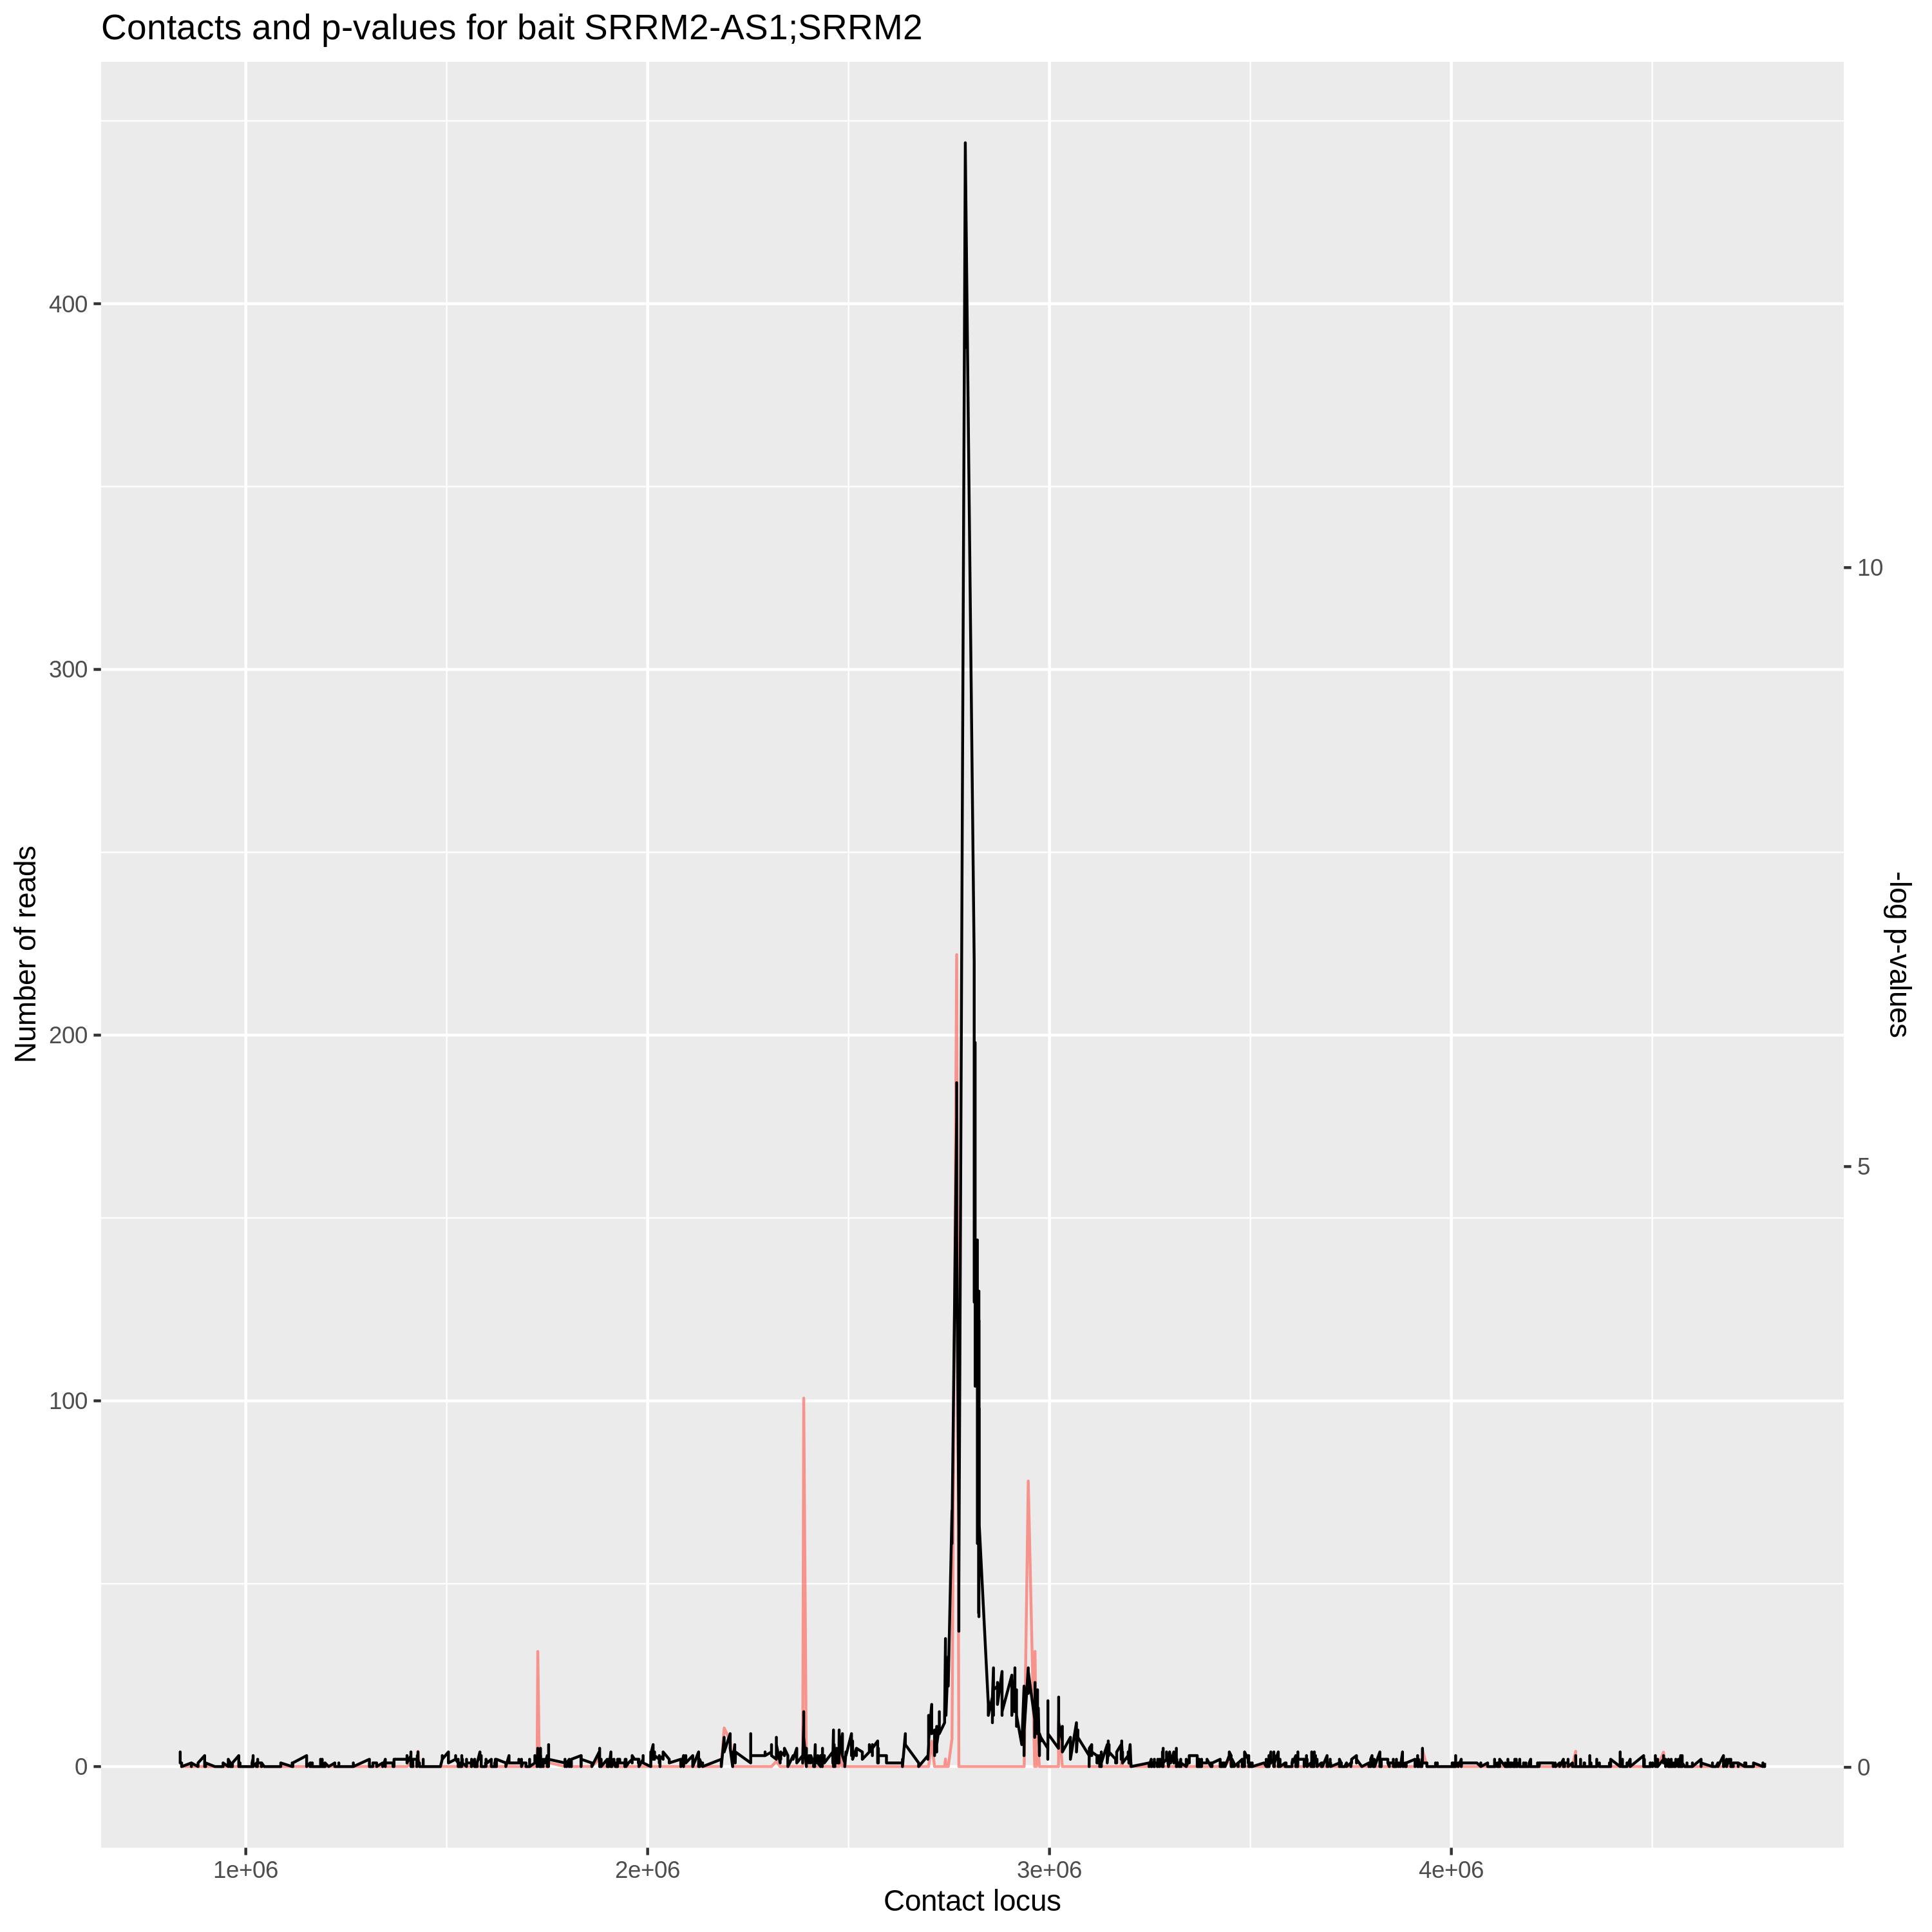 Contacts and p-values for bait SRRM2-AS1;SRRM2
Number of reads
400
300
200
100
0
10
5
0
-log p-values
1e+06
2e+06
3e+06
4e+06
Contact locus